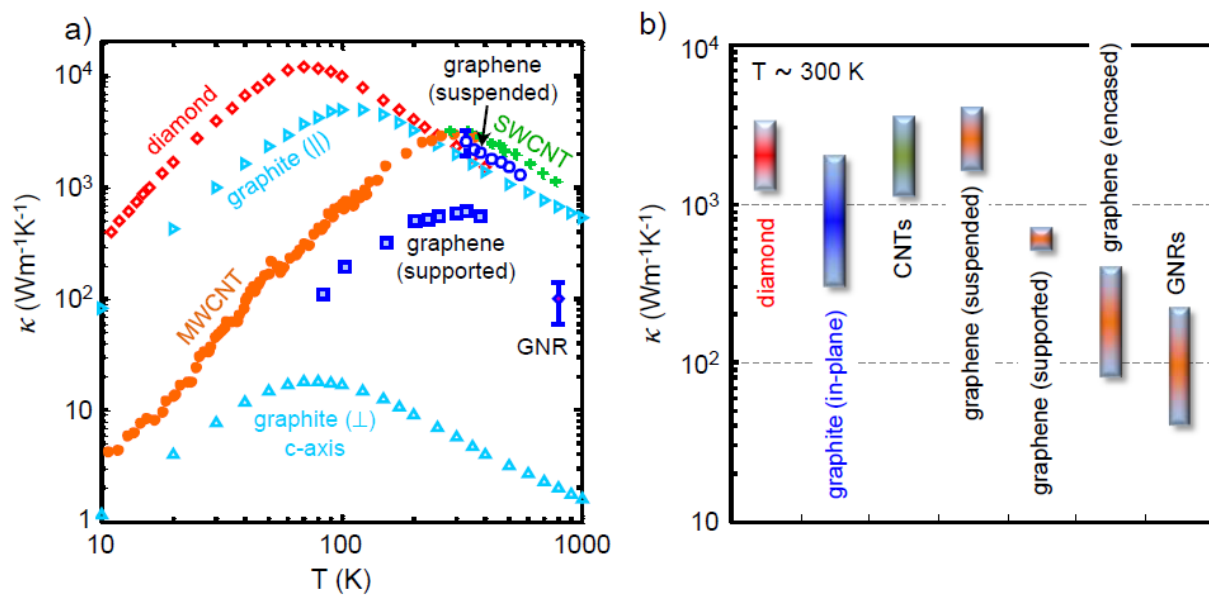 a)
κ (Wm⁻¹K⁻¹)
10⁴
10³
10²
10
1
10
100
1000
T (K)
diamond
graphite (||)
MWCNT
graphene
(suspended)
SWCNT
graphene
(supported)
GNR
graphite (⊥)
c-axis
b)
κ (Wm⁻¹K⁻¹)
10⁴
10³
10²
10
T ~ 300 K
diamond
graphite (in-plane)
CNTs
graphene (suspended)
graphene (supported)
graphene (encased)
GNRs